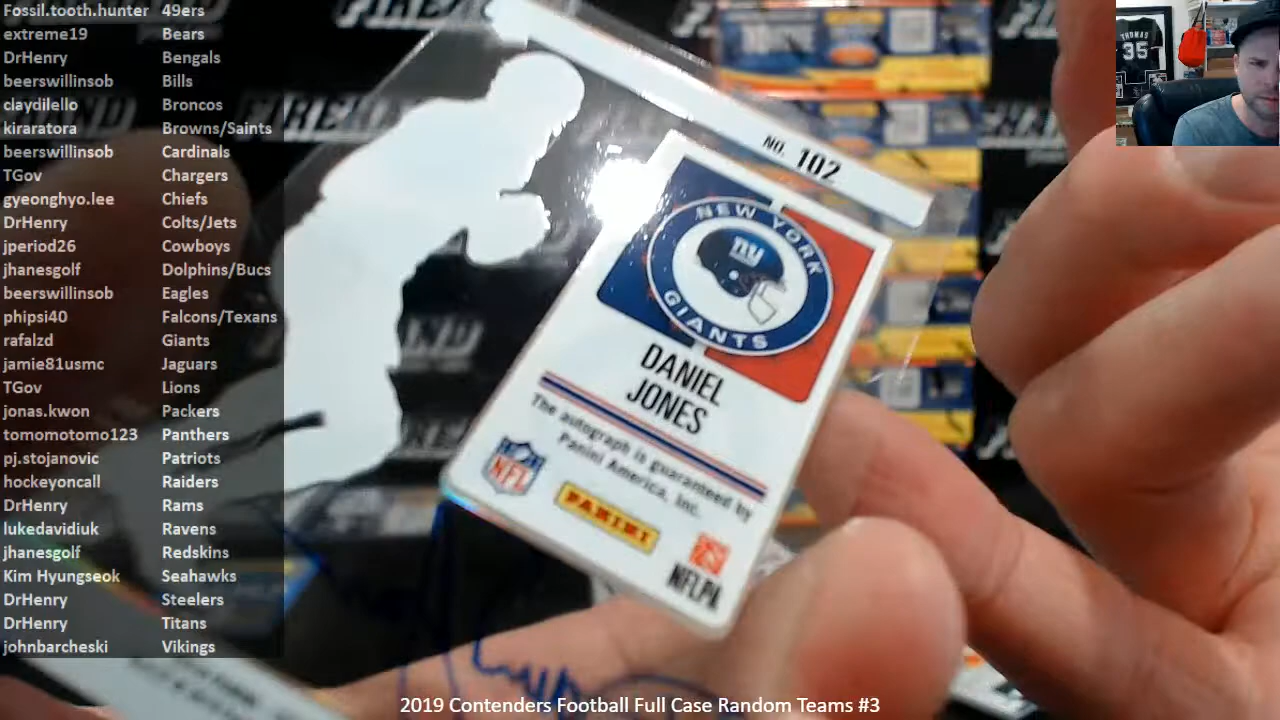 Fossil.tooth.hunter 49ers
extreme19 Bears
DrHenry Bengals
beerswillinsob Bills
claydilello Broncos
kiraratora Browns/Saints
beerswillinsob Cardinals
TGov Chargers
gyeonghyo.lee Chiefs
DrHenry Colts/Jets
jperiod26 Cowboys
jhanesgolf Dolphins/Bucs
beerswillinsob Eagles
phipsi40 Falcons/Texans
rafalzd Giants
jamie81usmc Jaguars
TGov Lions
jonas.kwon Packers
tomomotomo123 Panthers
pj.stojanovic Patriots
hockeyoncall Raiders
DrHenry Rams
lukedavidiuk Ravens
jhanesgolf Redskins
Kim Hyungseok Seahawks
DrHenry Steelers
DrHenry Titans
johnbarcheski Vikings
NO. 102
NEW YORK
ny
GIANTS
DANIEL
JONES
The autograph is guaranteed by
Panini America, Inc.
NFL
PANINI
NFLPA
THOMAS
35
2019 Contenders Football Full Case Random Teams #3